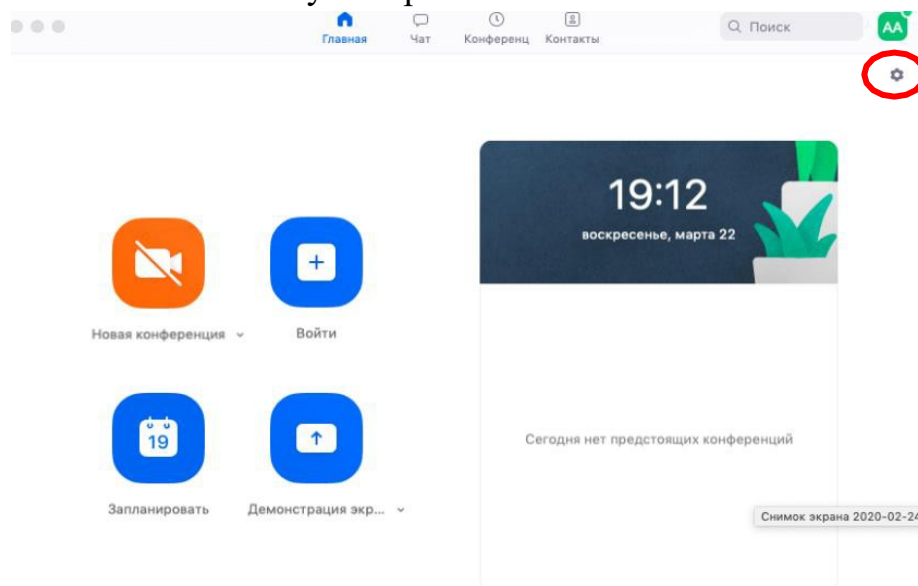 Главная
Чат
Конференц
Контакты
Поиск
АА
19:12
воскресенье, марта 22
Новая конференция
Войти
19
Запланировать
Демонстрация экр...
Сегодня нет предстоящих конференций
Снимок экрана 2020-02-24